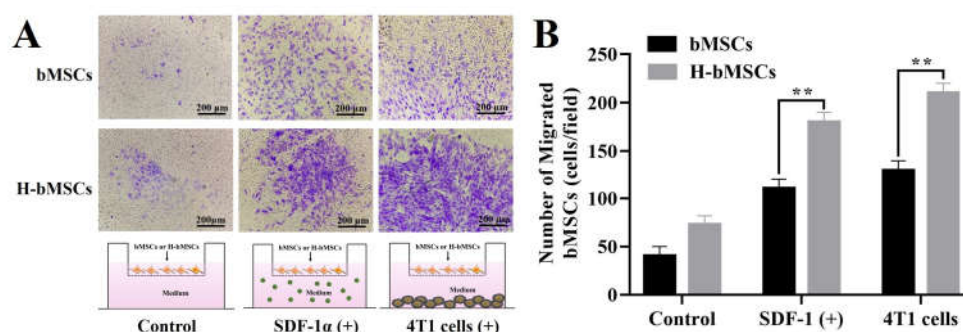 A
bMSCs
200 μm
200 μm
200 μm
H-bMSCs
200μm
200 μm
200 μm
bMSCs or H-bMSCs
bMSCs or H-bMSCs
bMSCs or H-bMSCs
Medium
Medium
Medium
Control
SDF-1α (+)
4T1 cells (+)
B
Number of Migrated
bMSCs (cells/field)
250
200
150
100
50
0
bMSCs
H-bMSCs
**
**
Control
SDF-1 (+)
4T1 cells